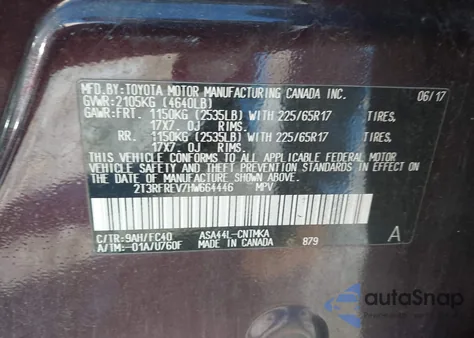 MFD.BY:TOYOTA MOTOR MANUFACTURING CANADA INC. 06/17
GVWR:2105KG (4640LB)
GAWR:FRT. 1150KG (2535LB) WITH 225/65R17 TIRES,
17X7.0J RIMS.
RR. 1150KG (2535LB) WITH 225/65R17 TIRES,
17X7.0J RIMS.
THIS VEHICLE CONFORMS TO ALL APPLICABLE FEDERAL MOTOR
VEHICLE SAFETY AND BUMPER STANDARDS IN EFFECT ON THE
DATE OF MANUFACTURE SHOWN ABOVE.
2T3RFREV7HW664446 MPV
C/TR:9AH/FC40 ASA44L-CNTMKA A
A/TM:-01A/U760F MADE IN CANADA 879
autoSnap